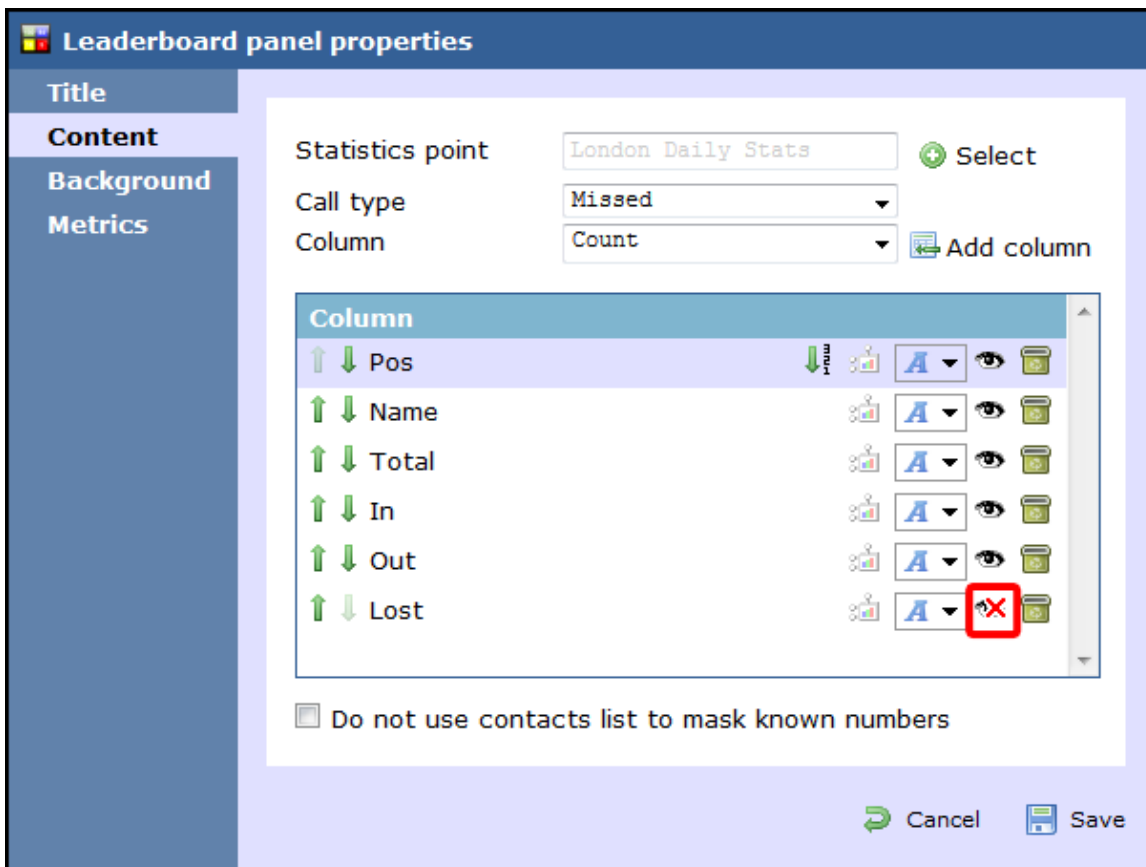 Leaderboard panel properties
Title
Content
Background
Metrics
Statistics point London Daily Stats Select
Call type Missed
Column Count Add column
Column
Pos 321 A
Name A
Total A
In A
Out A
Lost A
Do not use contacts list to mask known numbers
Cancel Save